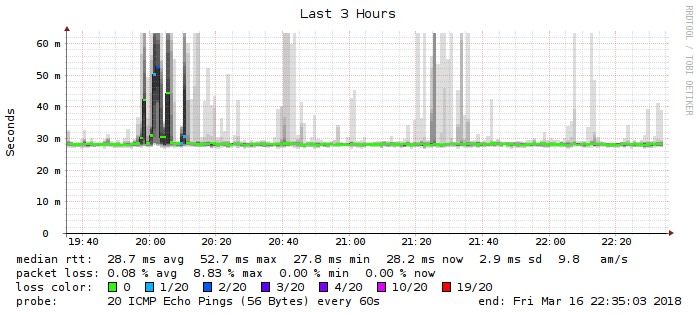 Last 3 Hours
RRDTOOL / TOBI OETIKER
Seconds
60 m
50 m
40 m
30 m
20 m
10 m
0
19:40 20:00 20:20 20:40 21:00 21:20 21:40 22:00 22:20
median rtt: 28.7 ms avg 52.7 ms max 27.8 ms min 28.2 ms now 2.9 ms sd 9.8 am/s
packet loss: 0.08 % avg 8.83 % max 0.00 % min 0.00 % now
loss color: 0 1/20 2/20 3/20 4/20 10/20 19/20
probe: 20 ICMP Echo Pings (56 Bytes) every 60s end: Fri Mar 16 22:35:03 2018